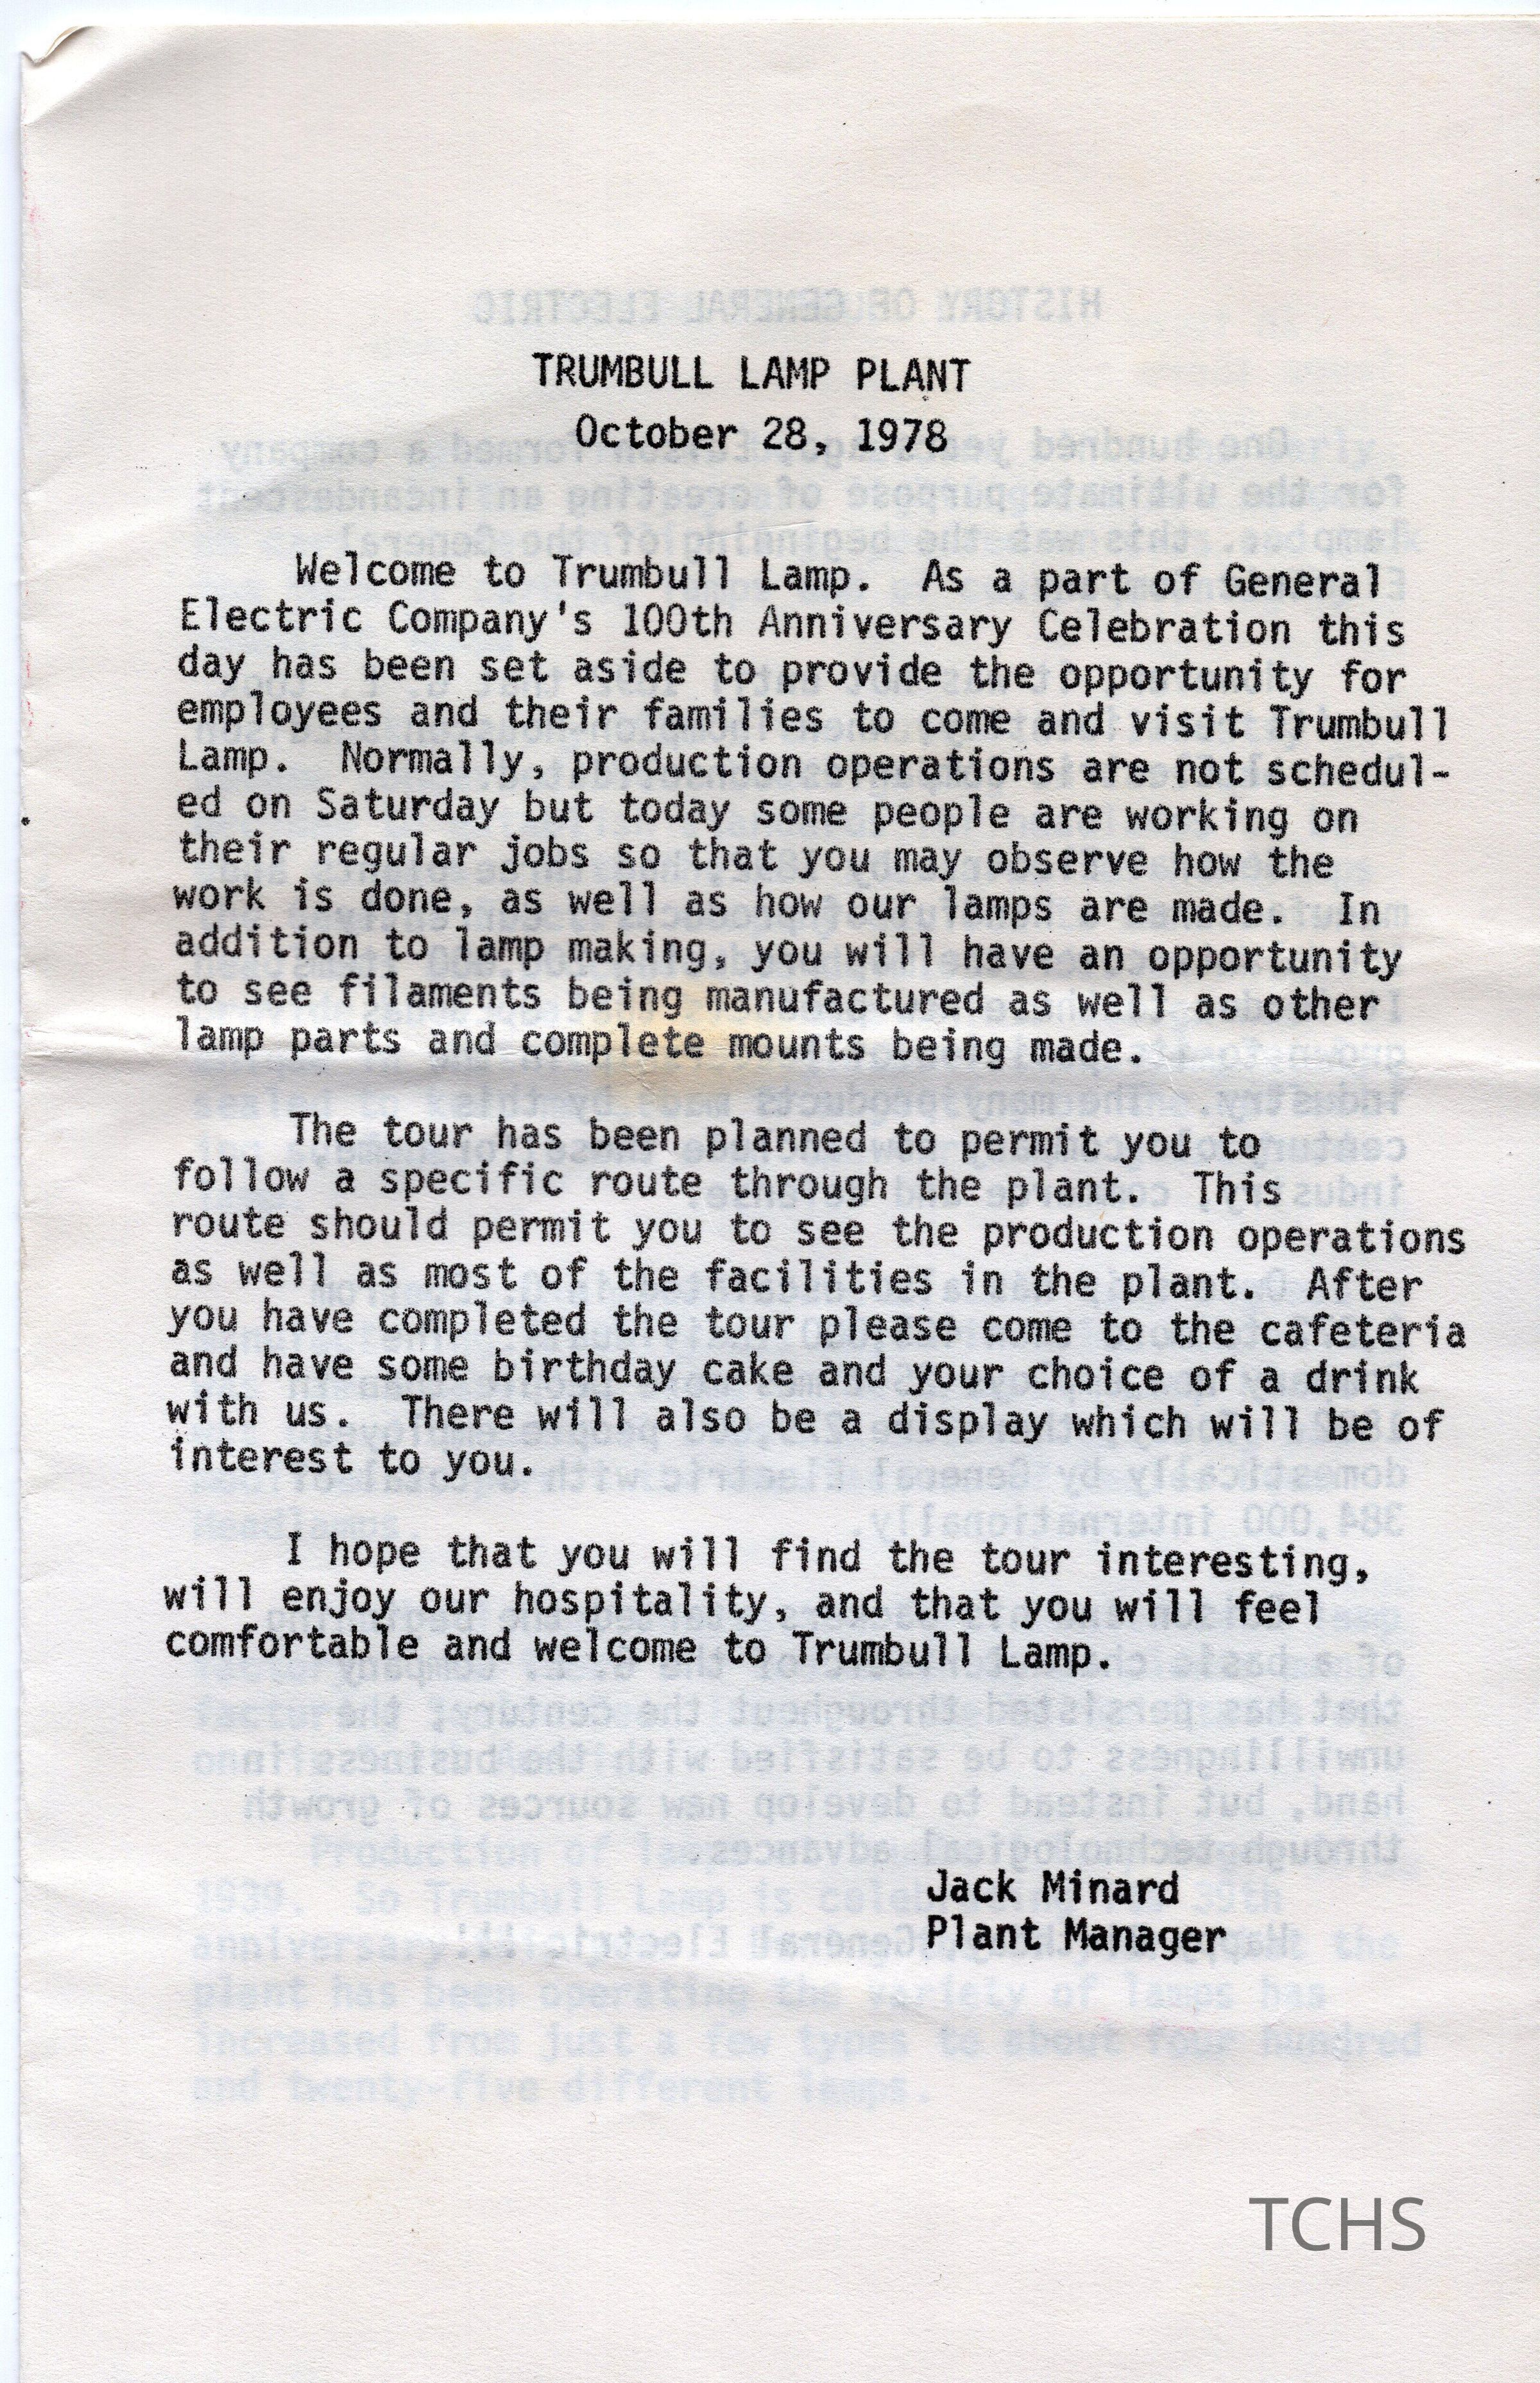 TRUMBULL LAMP PLANT
October 28, 1978
Welcome to Trumbull Lamp. As a part of General
Electric Company's 100th Anniversary Celebration this
day has been set aside to provide the opportunity for
employees and their families to come and visit Trumbull
Lamp. Normally, production operations are not schedul-
ed on Saturday but today some people are working on
their regular jobs so that you may observe how the
work is done, as well as how our lamps are made. In
addition to lamp making, you will have an opportunity
to see filaments being manufactured as well as other
lamp parts and complete mounts being made.
The tour has been planned to permit you to
follow a specific route through the plant. This
route should permit you to see the production operations
as well as most of the facilities in the plant. After
you have completed the tour please come to the cafeteria
and have some birthday cake and your choice of a drink
with us. There will also be a display which will be of
interest to you.
I hope that you will find the tour interesting,
will enjoy our hospitality, and that you will feel
comfortable and welcome to Trumbull Lamp.
Jack Minard
Plant Manager
TCHS